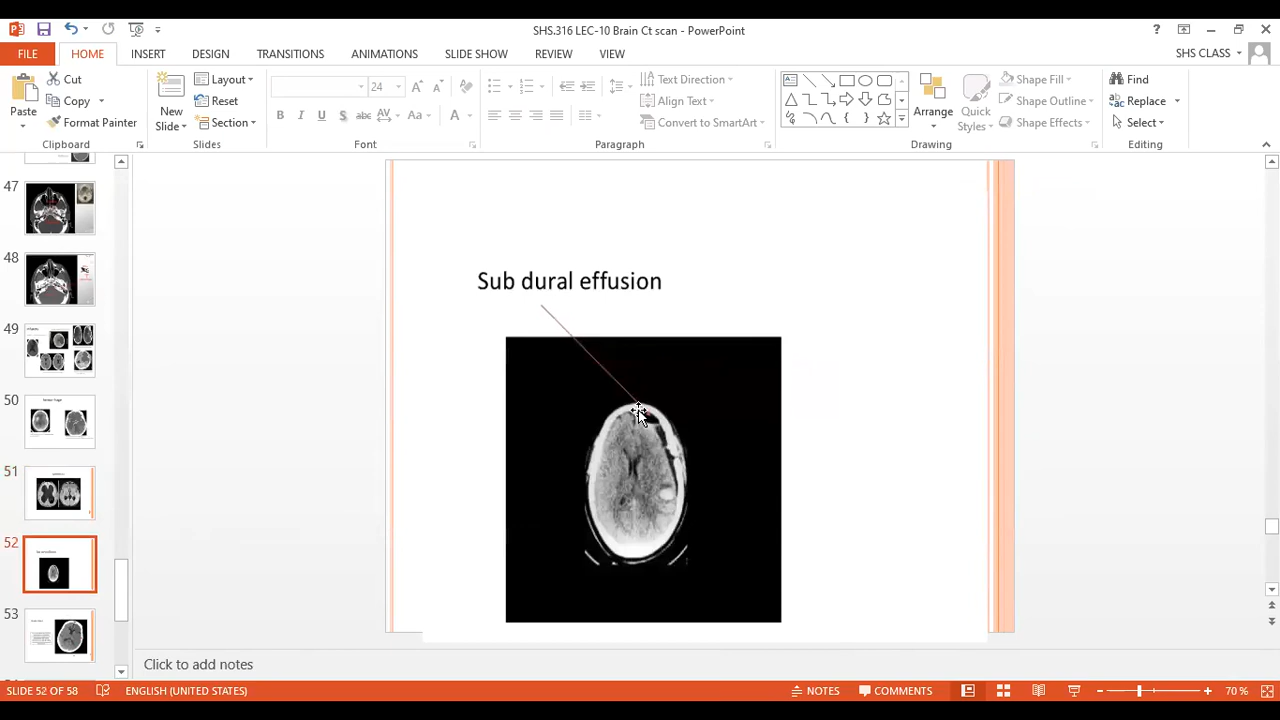 SHS.316 LEC-10 Brain Ct scan - PowerPoint
FILE HOME INSERT DESIGN TRANSITIONS ANIMATIONS SLIDE SHOW REVIEW VIEW SHS CLASS
Paste
Cut
Copy
Format Painter
Clipboard
New Slide
Layout
Reset
Section
Slides
24
Font
Text Direction
Align Text
Convert to SmartArt
Paragraph
Arrange
Quick Styles
Shape Fill
Shape Outline
Shape Effects
Drawing
Find
Replace
Select
Editing
47
48
49
50
51
52
53
Sub dural effusion
Click to add notes
SLIDE 52 OF 58 ENGLISH (UNITED STATES) NOTES COMMENTS 70 %